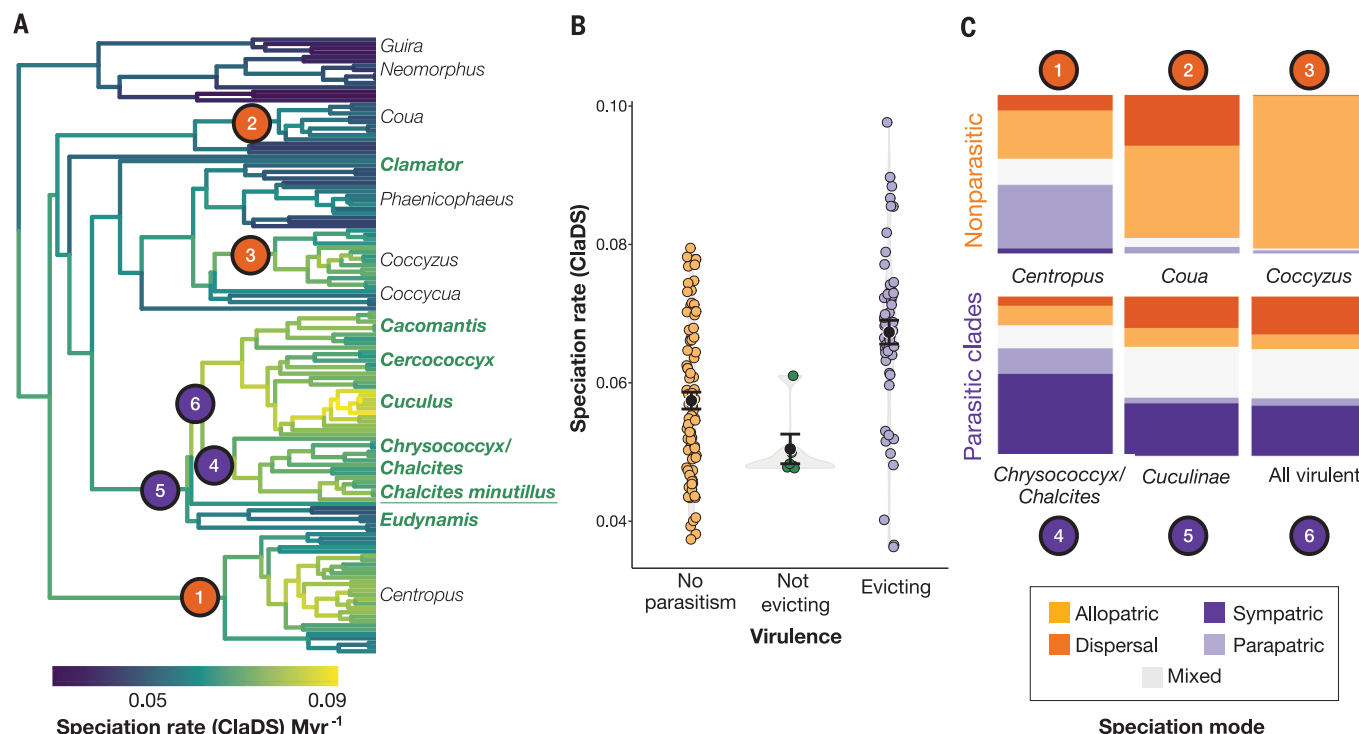 A
Guira
Neomorphus
2
Coua
Clamator
Phaenicophaeus
3
Coccyzus
Coccycua
Cacomantis
Cercococcyx
6
Cuculus
4
Chrysococcyx/
Chalcites
5
Chalcites minutillus
Eudynamis
1
Centropus
0.05
0.09
Speciation rate (ClaDS) Myr⁻¹
B
0.10
0.08
0.06
0.04
Speciation rate (ClaDS)
No
parasitism
Not
evicting
Evicting
Virulence
C
1
2
3
Nonparasitic
Centropus
Coua
Coccyzus
Parasitic clades
Chrysococcyx/
Chalcites
Cuculinae
All virulent
4
5
6
Allopatric
Sympatric
Dispersal
Parapatric
Mixed
Speciation mode